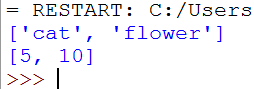 = RESTART: C:/Users
['cat', 'flower']
[5, 10]
>>>